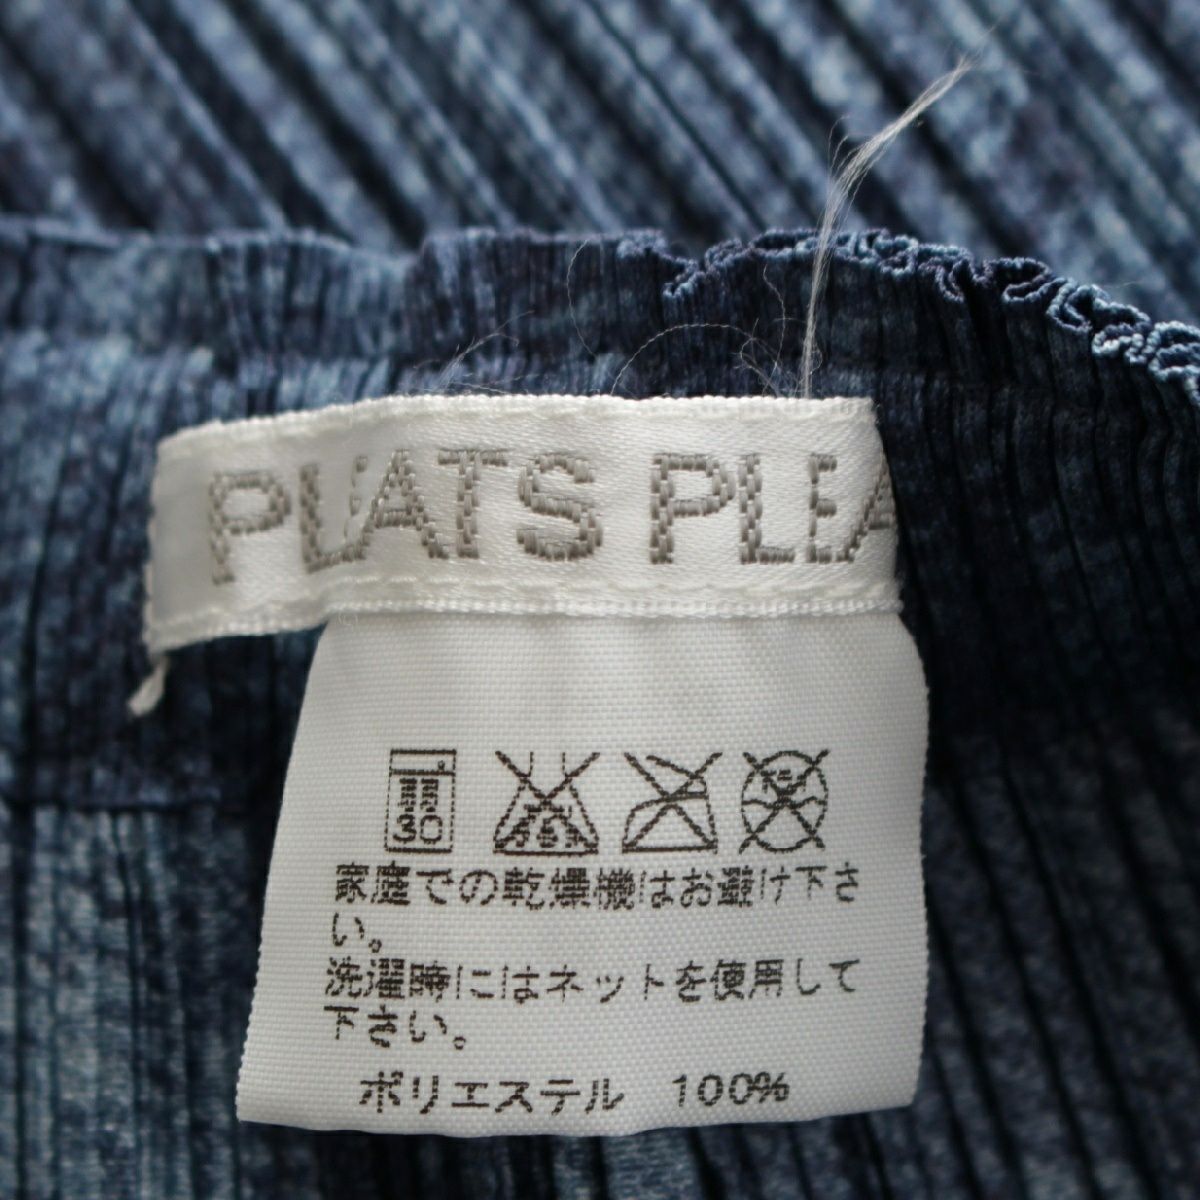 PLEATS PLEA
家庭での乾燥機はお避け下さ
い。
洗濯時にはネットを使用して
下さい。
ポリエステル 100%